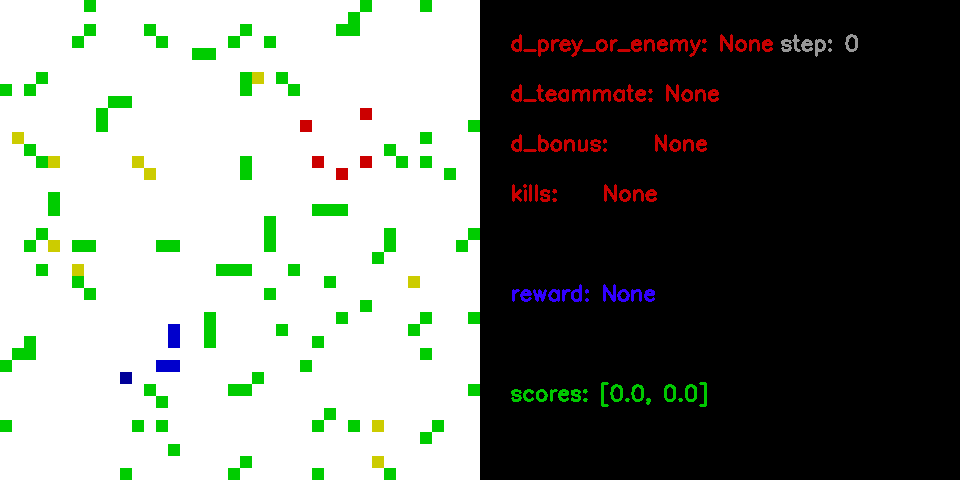 d_prey_or_enemy: None step: 0
d_teammate: None
d_bonus: None
kills: None
reward: None
scores: [0.0, 0.0]